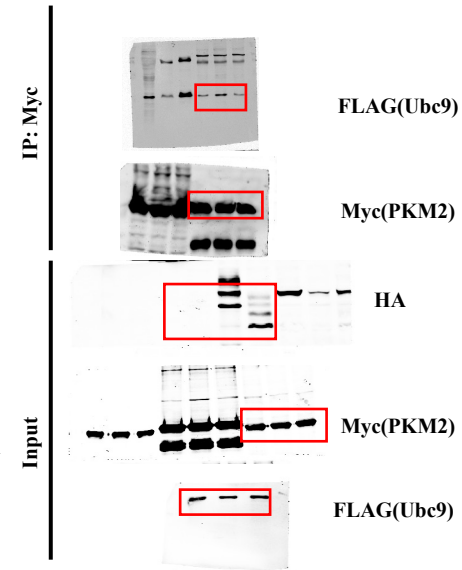 IP: Myc
FLAG(Ubc9)
Myc(PKM2)
Input
HA
Myc(PKM2)
FLAG(Ubc9)